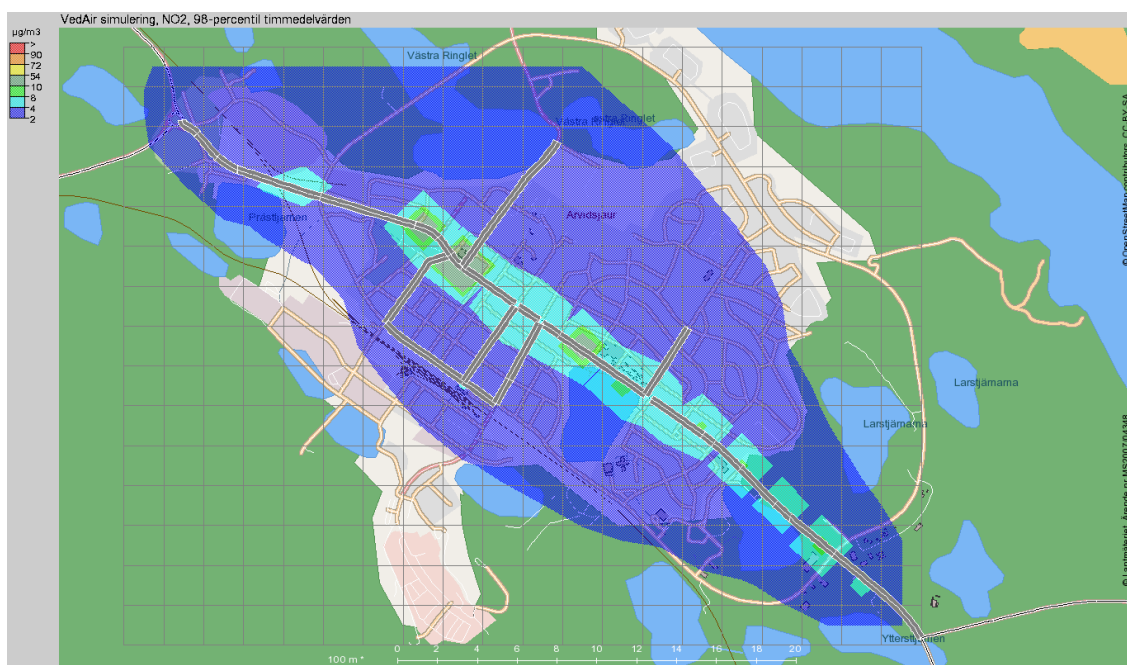 VedAir simulering, NO2, 98-percentil timmedelvärden
µg/m3
>
90
72
54
10
8
4
2
Västra Ringlet
Västra Ringlet
Arvidsjaur
Prästtjärnen
Larstjärnarna
Larstjärnarna
Yttersttjärnen
100 m *
0
2
4
6
8
10
12
14
16
18
20
© OpenStreetMap contributors, CC BY-SA
© Lantmäteriet, Ärende nr MS2007/04348